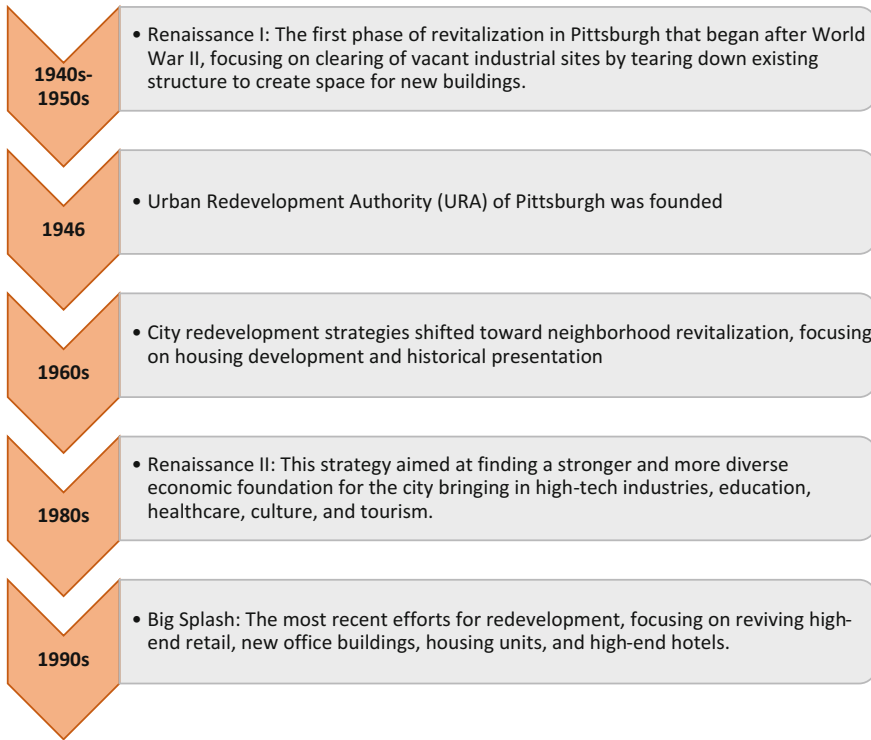 1940s-
1950s
• Renaissance I: The first phase of revitalization in Pittsburgh that began after World
War II, focusing on clearing of vacant industrial sites by tearing down existing
structure to create space for new buildings.
1946
• Urban Redevelopment Authority (URA) of Pittsburgh was founded
1960s
• City redevelopment strategies shifted toward neighborhood revitalization, focusing
on housing development and historical presentation
1980s
• Renaissance II: This strategy aimed at finding a stronger and more diverse
economic foundation for the city bringing in high-tech industries, education,
healthcare, culture, and tourism.
1990s
• Big Splash: The most recent efforts for redevelopment, focusing on reviving high-
end retail, new office buildings, housing units, and high-end hotels.